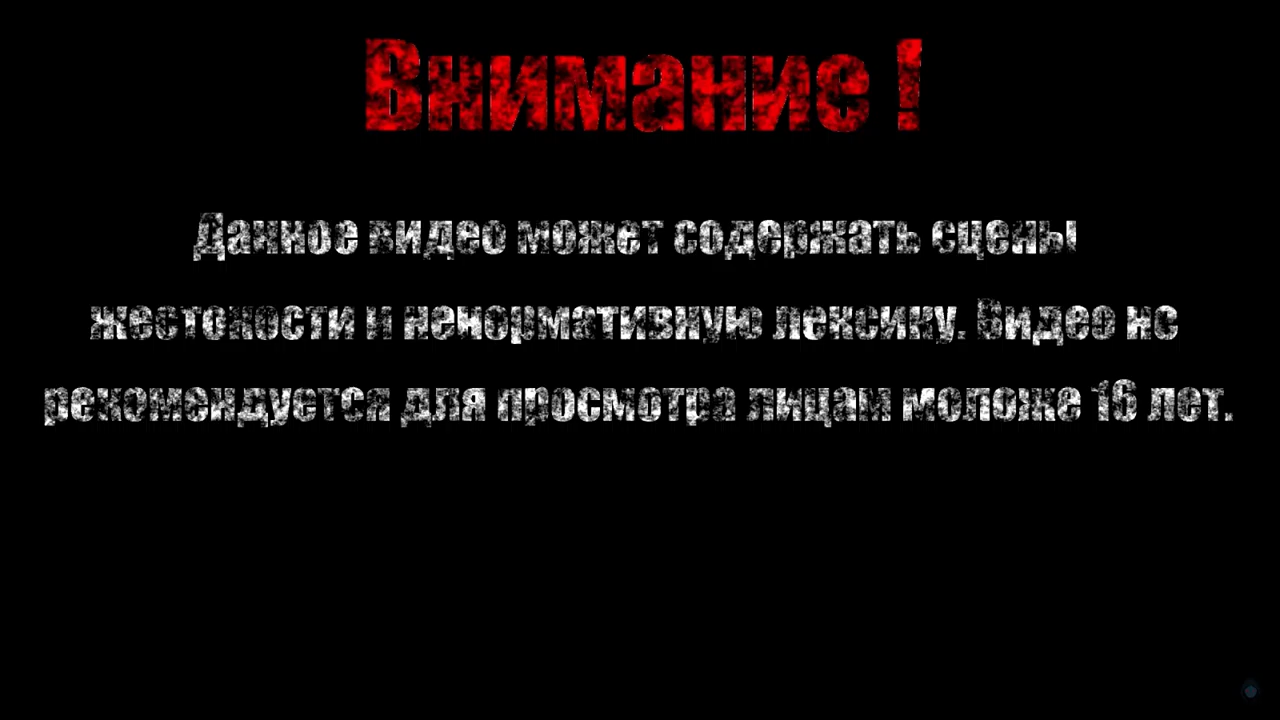 Внимание !
Данное видео может содержать сцены
жестокости и ненормативную лексику. Видео не
рекомендуется для просмотра лицам моложе 16 лет.